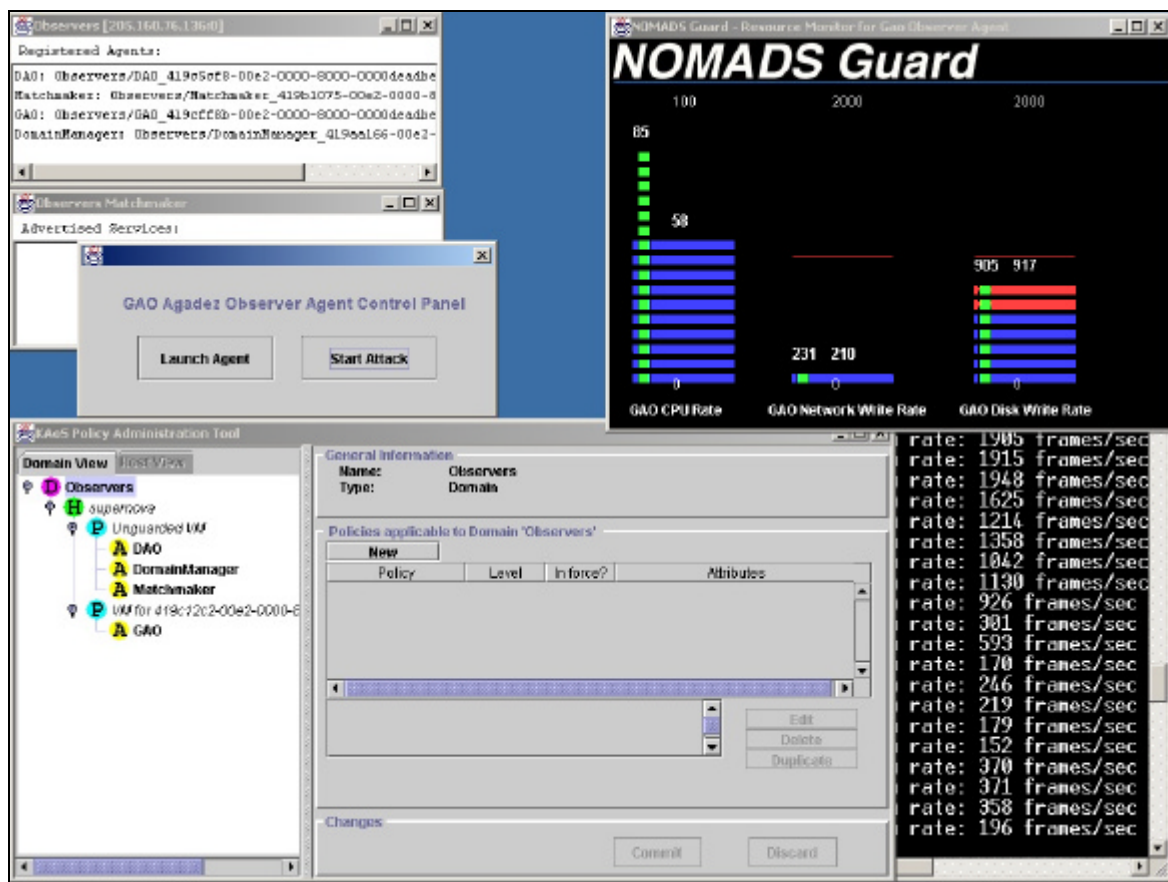 Observers [206.160.76.136:0]
Registered Agents:
DAO: Observers/DAO_419c5cf8-00e2-0000-8000-0000deadbe
Matchmaker: Observers/Matchmaker_419b1075-00e2-0000-8
GAO: Observers/GAO_419cff8b-00e2-0000-8000-0000deadbe
DomainManager: Observers/DomainManager_419aa166-00e2-
Observers Matchmaker
Advertised Services:
GAO Agadez Observer Agent Control Panel
Launch Agent
Start Attack
NOMADS Guard - Resource Monitor for Gao Observer Agent
NOMADS Guard
100 2000 2000
85
58
905 917
231 210
0 0 0
GAO CPU Rate GAO Network Write Rate GAO Disk Write Rate
KAoS Policy Administration Tool
Domain View Host View
D Observers
H supernova
P Unguarded VM
A DAO
A DomainManager
A Matchmaker
P VM for 419c12c2-00e2-0000-8
A GAO
General Information
Name: Observers
Type: Domain
Policies applicable to Domain 'Observers'
New
Policy Level In force? Attributes
Edit
Delete
Duplicate
Changes
Commit Discard
rate: 1905 frames/sec
rate: 1915 frames/sec
rate: 1948 frames/sec
rate: 1625 frames/sec
rate: 1214 frames/sec
rate: 1358 frames/sec
rate: 1042 frames/sec
rate: 1130 frames/sec
rate: 926 frames/sec
rate: 301 frames/sec
rate: 593 frames/sec
rate: 170 frames/sec
rate: 246 frames/sec
rate: 219 frames/sec
rate: 179 frames/sec
rate: 152 frames/sec
rate: 370 frames/sec
rate: 371 frames/sec
rate: 358 frames/sec
rate: 196 frames/sec